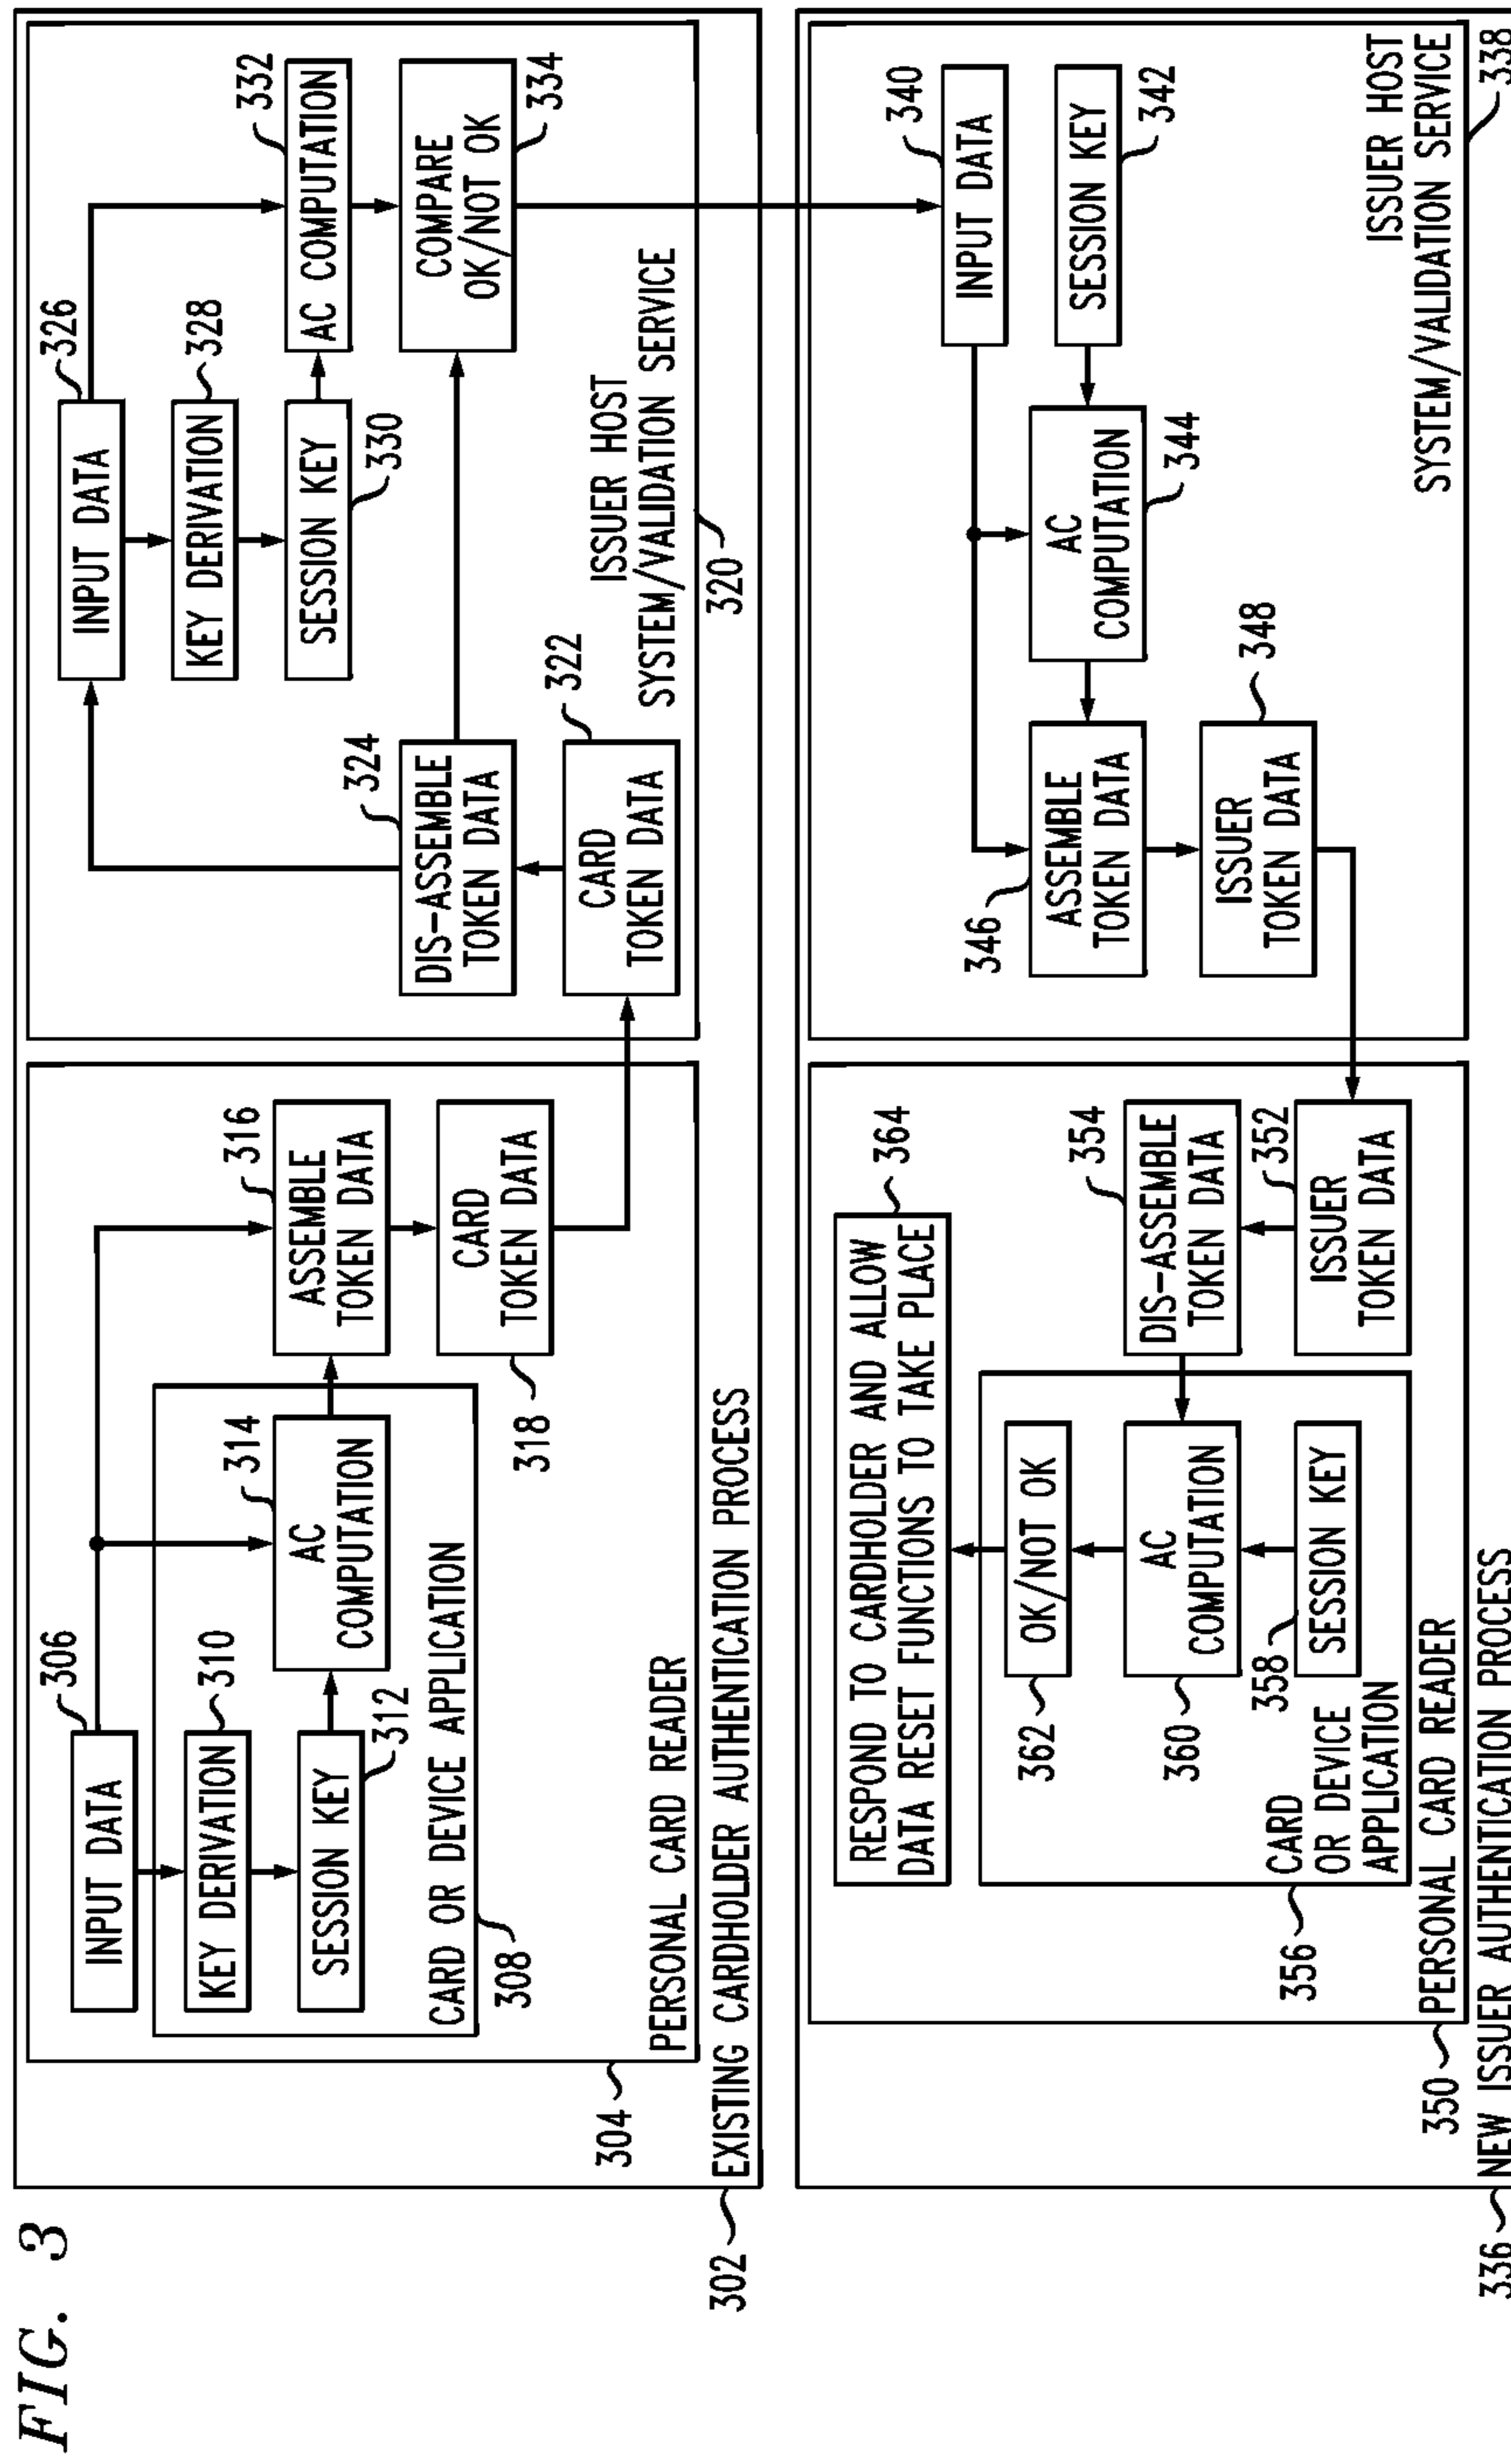 FIG. 3
306
INPUT DATA
310
KEY DERIVATION
SESSION KEY
312
314
AC
COMPUTATION
CARD OR DEVICE APPLICATION
308
316
ASSEMBLE
TOKEN DATA
CARD
TOKEN DATA
318
PERSONAL CARD READER
304
326
INPUT DATA
328
KEY DERIVATION
SESSION KEY
330
332
AC COMPUTATION
COMPARE
OK/NOT OK
334
324
DIS-ASSEMBLE
TOKEN DATA
322
CARD
TOKEN DATA
ISSUER HOST
SYSTEM/VALIDATION SERVICE
320
EXISTING CARDHOLDER AUTHENTICATION PROCESS
302
364
RESPOND TO CARDHOLDER AND ALLOW
DATA RESET FUNCTIONS TO TAKE PLACE
362
OK/NOT OK
354
DIS-ASSEMBLE
TOKEN DATA
360
AC
COMPUTATION
352
ISSUER
TOKEN DATA
358
SESSION KEY
CARD
OR DEVICE
APPLICATION
356
PERSONAL CARD READER
350
340
INPUT DATA
SESSION KEY
342
AC
COMPUTATION
344
346
ASSEMBLE
TOKEN DATA
348
ISSUER
TOKEN DATA
ISSUER HOST
SYSTEM/VALIDATION SERVICE
338
NEW ISSUER AUTHENTICATION PROCESS
336